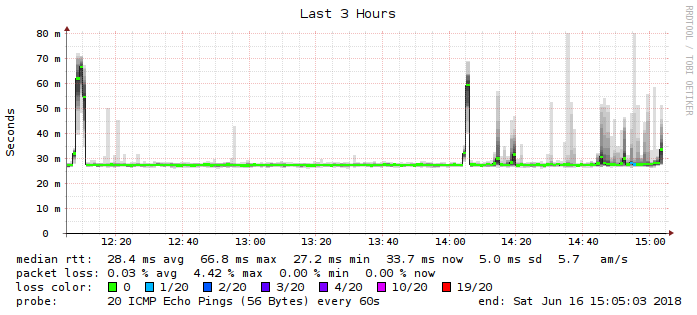 Last 3 Hours
RRDTOOL / TOBI OETIKER
Seconds
80 m
70 m
60 m
50 m
40 m
30 m
20 m
10 m
0
12:20 12:40 13:00 13:20 13:40 14:00 14:20 14:40 15:00
median rtt: 28.4 ms avg 66.8 ms max 27.2 ms min 33.7 ms now 5.0 ms sd 5.7 am/s
packet loss: 0.03 % avg 4.42 % max 0.00 % min 0.00 % now
loss color: 0 1/20 2/20 3/20 4/20 10/20 19/20
probe: 20 ICMP Echo Pings (56 Bytes) every 60s end: Sat Jun 16 15:05:03 2018